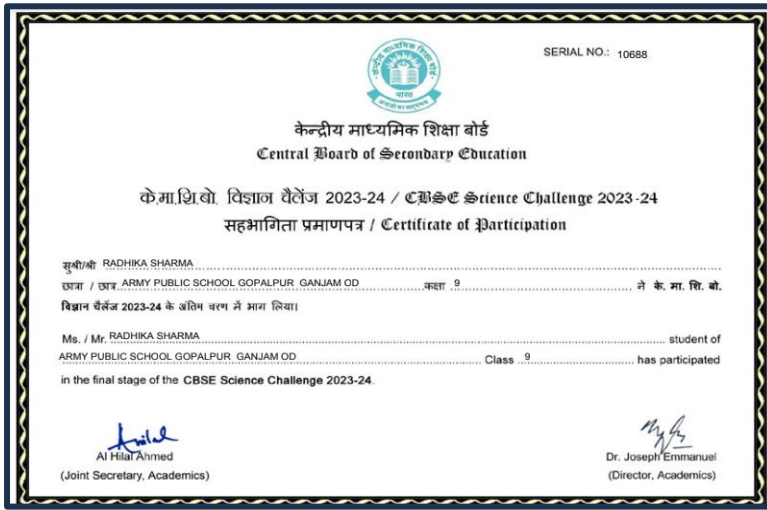 SERIAL NO.: 10688
केन्द्रीय माध्यमिक शिक्षा बोर्ड
भारत
केन्द्रीय माध्यमिक शिक्षा बोर्ड
Central Board of Secondary Education
के.मा.शि.बो. विज्ञान चैलेंज 2023-24 / CBSE Science Challenge 2023-24
सहभागिता प्रमाणपत्र / Certificate of Participation
सुश्री/श्री RADHIKA SHARMA
छात्रा / छात्र ARMY PUBLIC SCHOOL GOPALPUR GANJAM OD कक्षा 9 ने के. मा. शि. बो.
विज्ञान चैलेंज 2023-24 के अंतिम चरण में भाग लिया।
Ms. / Mr. RADHIKA SHARMA student of
ARMY PUBLIC SCHOOL GOPALPUR GANJAM OD Class 9 has participated
in the final stage of the CBSE Science Challenge 2023-24.
Al Hilal Ahmed
(Joint Secretary, Academics)
Dr. Joseph Emmanuel
(Director, Academics)